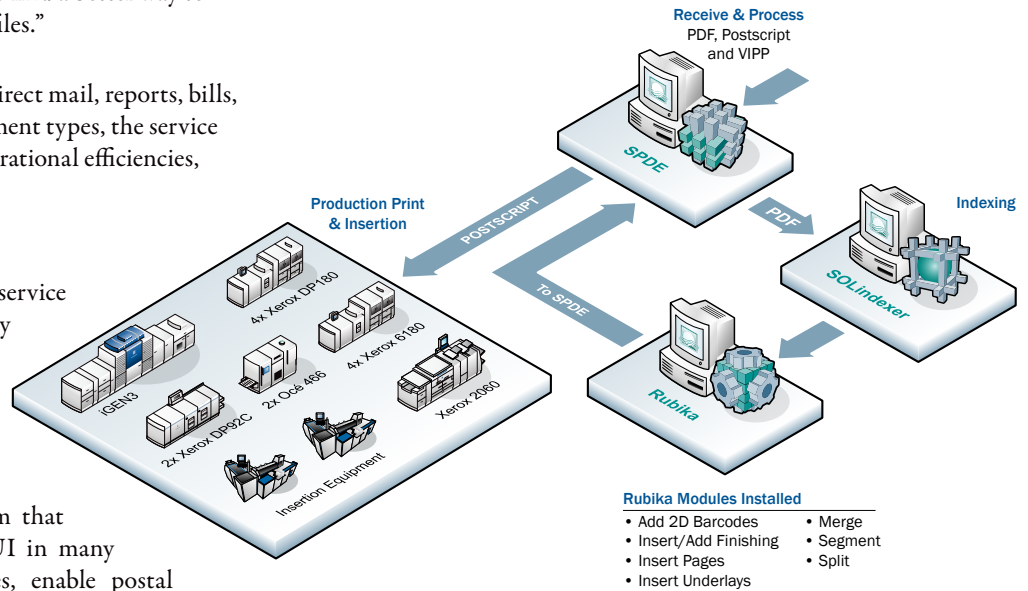 iles.”
irect mail, reports, bills,
ment types, the service
rational efficiencies,
service
y
m that
UI in many
es, enable postal
Receive & Process
PDF, Postscript
and VIPP
SPDE
Production Print
& Insertion
POSTSCRIPT
PDF
Indexing
SOLindexer
To SPDE
Rubika
4x Xerox DP180
4x Xerox 6180
iGEN3
2x Océ 466
Xerox 2060
2x Xerox DP92C
Insertion Equipment
Rubika Modules Installed
• Add 2D Barcodes
• Insert/Add Finishing
• Insert Pages
• Insert Underlays
• Merge
• Segment
• Split